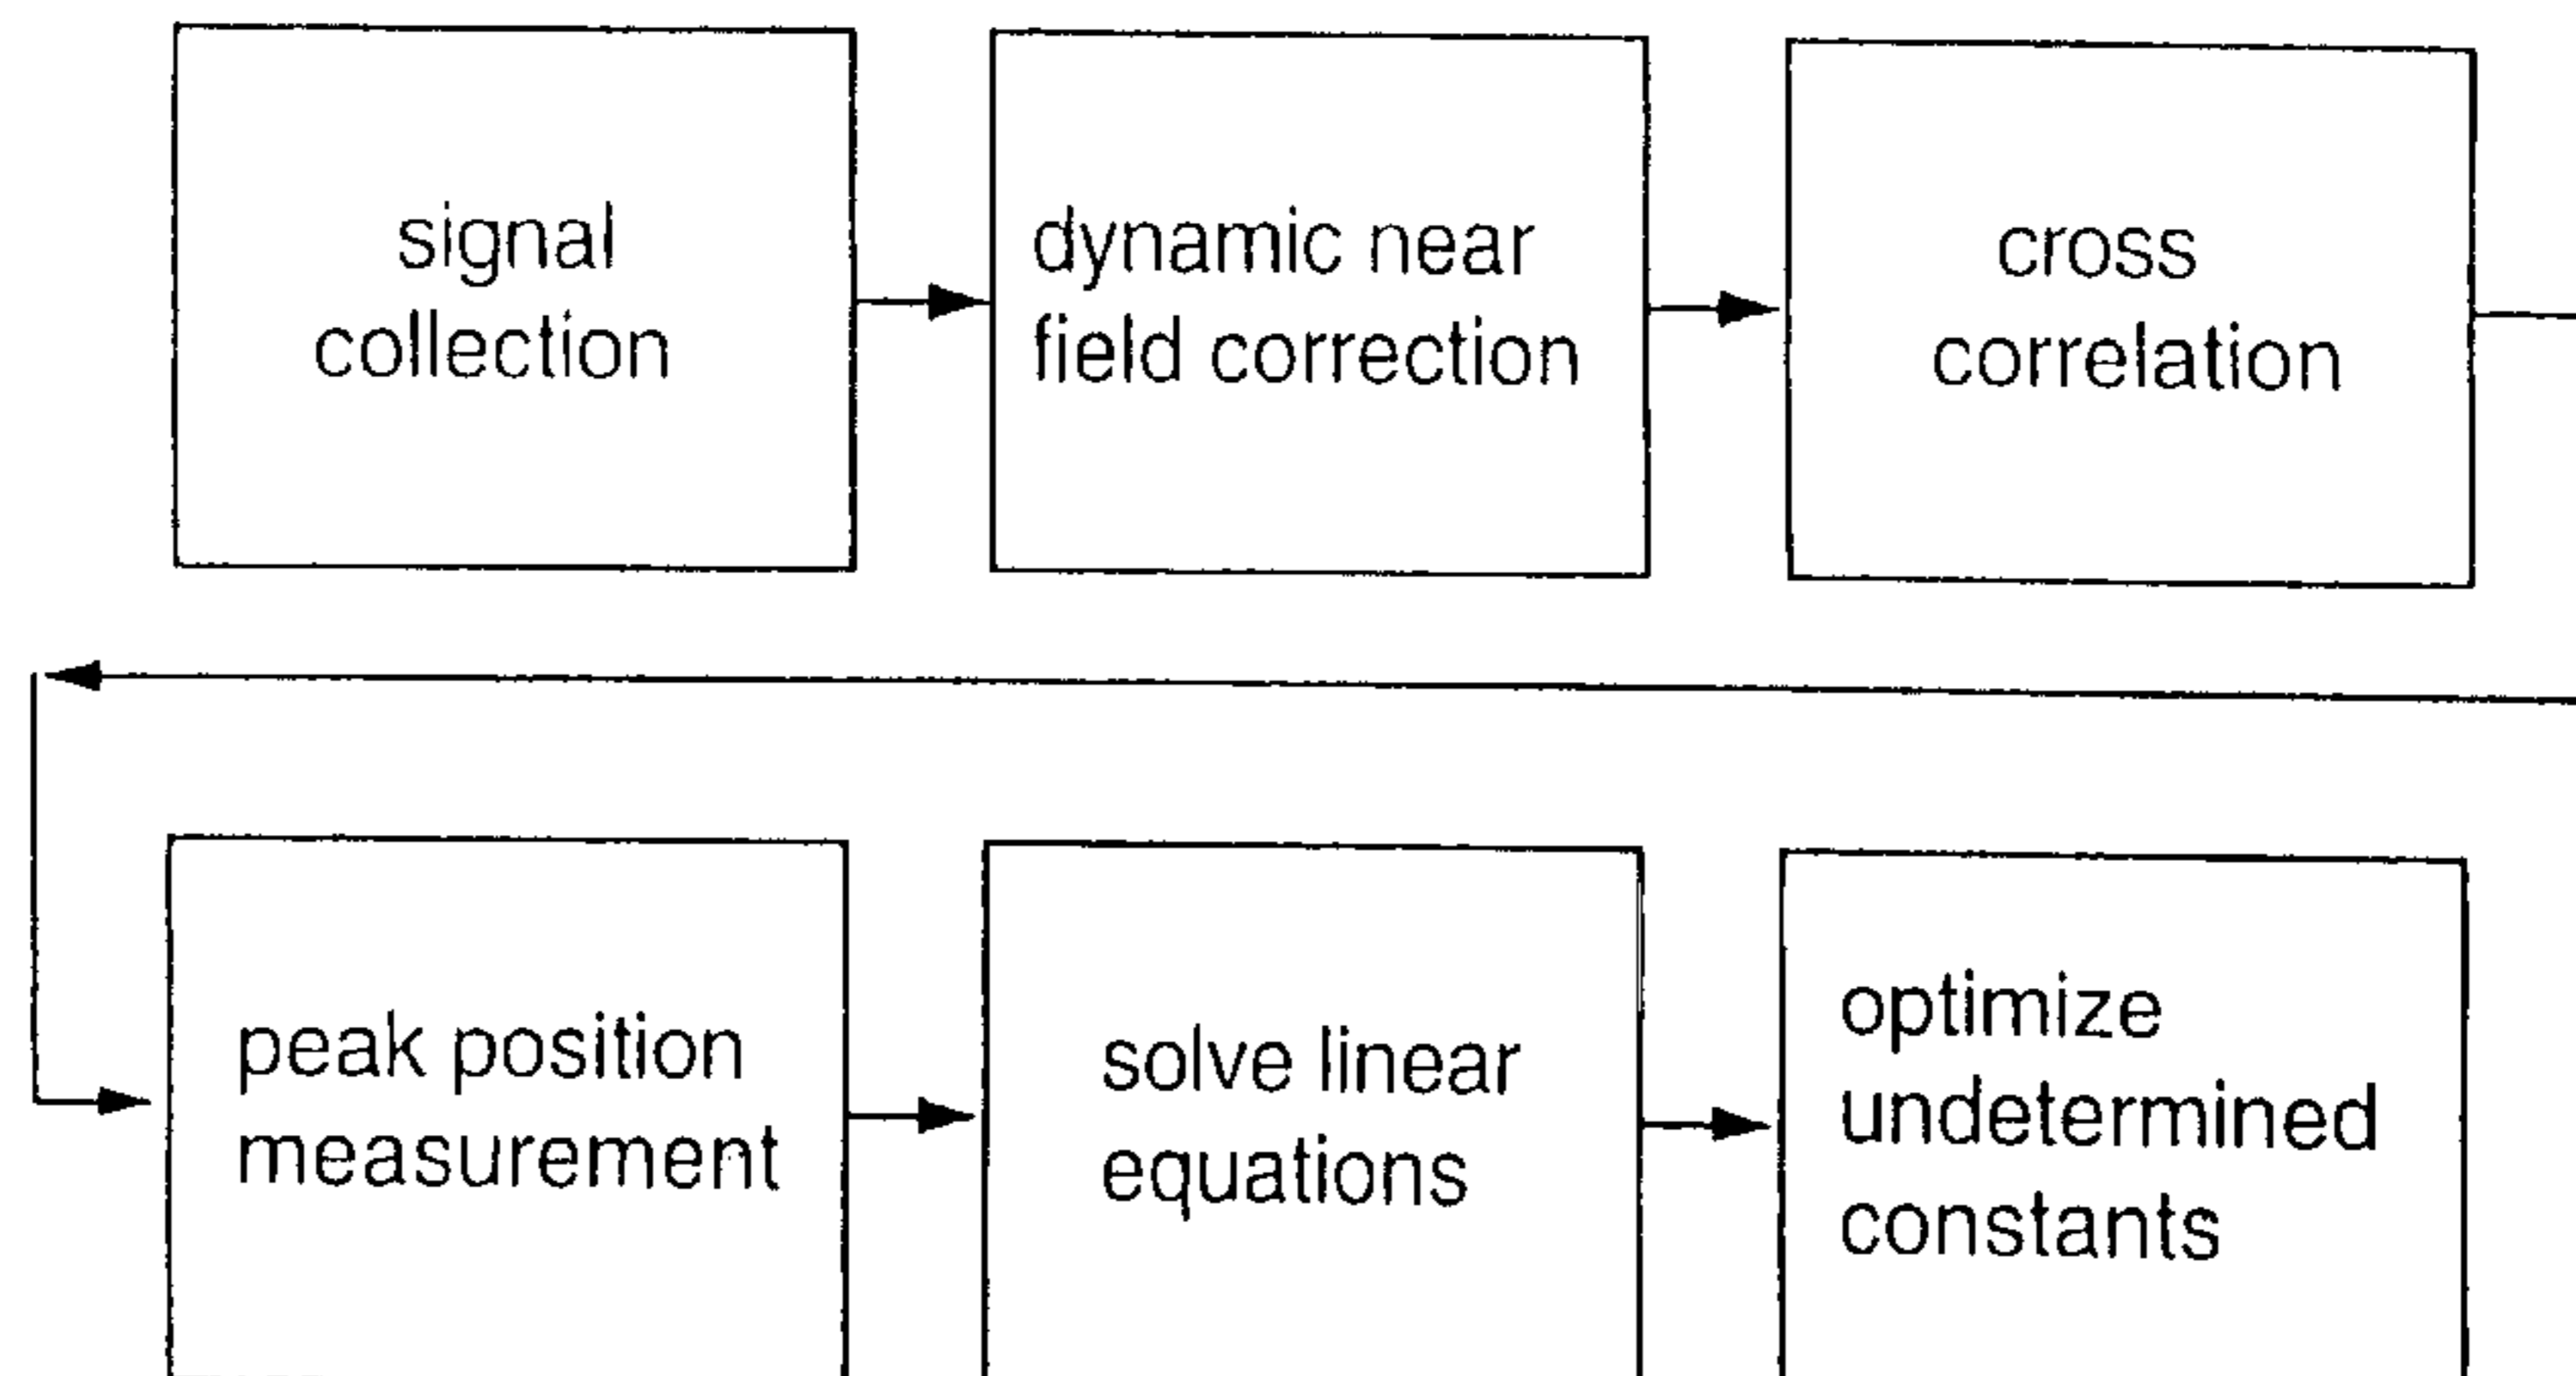 signal
collection
dynamic near
field correction
cross
correlation
peak position
measurement
solve linear
equations
optimize
undetermined
constants